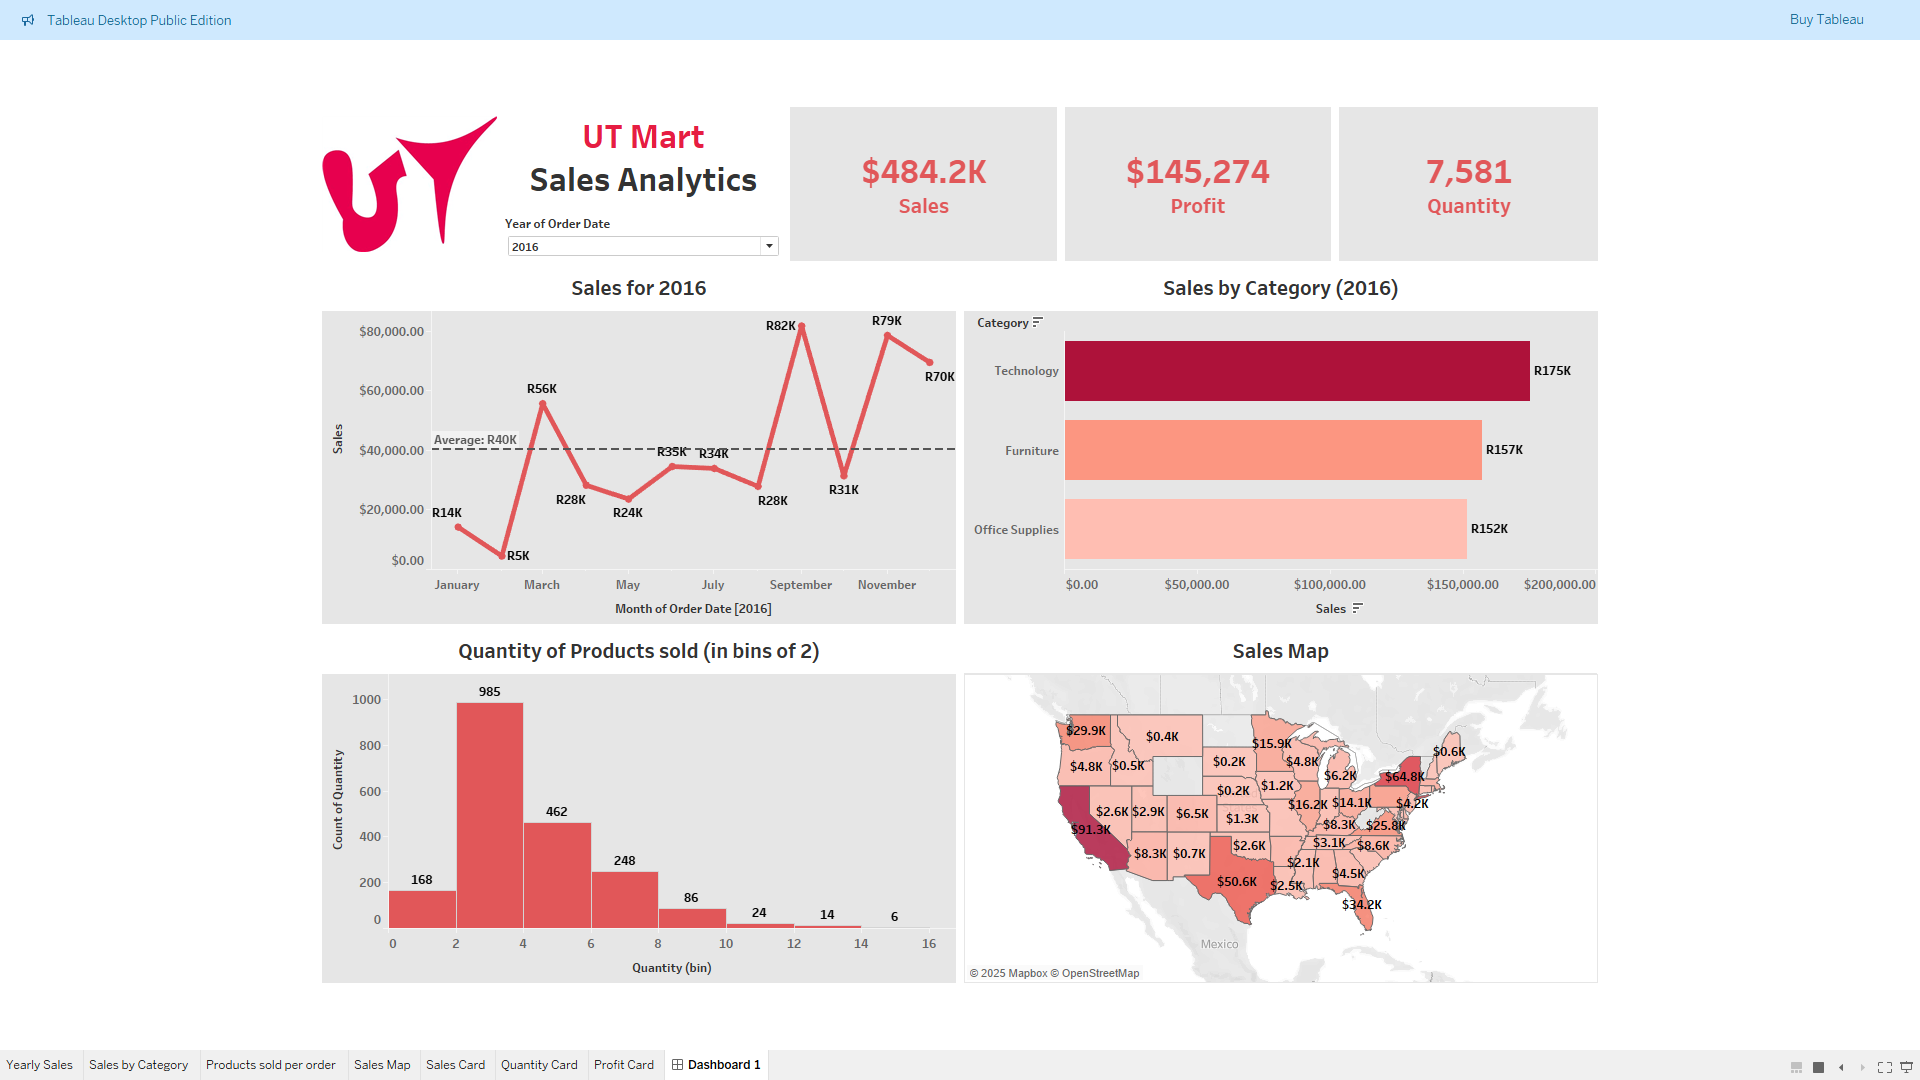 Tableau Desktop Public Edition
Buy Tableau
UT
UT Mart
Sales Analytics
Year of Order Date
2016
$484.2K
Sales
$145,274
Profit
7,581
Quantity
Sales for 2016
Sales
$80,000.00
$60,000.00
$40,000.00
$20,000.00
$0.00
Average: R40K
R14K
R5K
R56K
R28K
R24K
R35K
R34K
R28K
R82K
R31K
R79K
R70K
January March May July September November
Month of Order Date [2016]
Sales by Category (2016)
Category
Technology R175K
Furniture R157K
Office Supplies R152K
$0.00 $50,000.00 $100,000.00 $150,000.00 $200,000.00
Sales
Quantity of Products sold (in bins of 2)
Count of Quantity
1000
800
600
400
200
0
168
985
462
248
86
24
14
6
0 2 4 6 8 10 12 14 16
Quantity (bin)
Sales Map
$29.9K
$0.4K
$15.9K
$0.6K
$4.8K
$0.5K
$0.2K
$4.8K
$6.2K
$64.8K
$0.2K
$1.2K
$16.2K
$14.1K
$4.2K
$2.6K
$2.9K
$6.5K
$1.3K
$8.3K
$25.8K
$91.3K
$8.3K
$0.7K
$2.6K
$3.1K
$8.6K
$2.1K
$4.5K
$50.6K
$2.5K
$34.2K
Mexico
© 2025 Mapbox © OpenStreetMap
Yearly Sales
Sales by Category
Products sold per order
Sales Map
Sales Card
Quantity Card
Profit Card
Dashboard 1